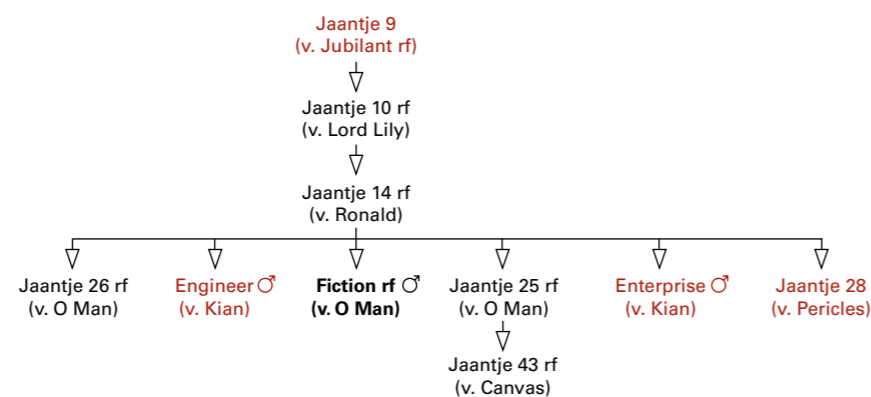 Jaantje 9
(v. Jubilant rf)
Jaantje 10 rf
(v. Lord Lily)
Jaantje 14 rf
(v. Ronald)
Jaantje 26 rf
(v. O Man)
Engineer ♂
(v. Kian)
Fiction rf ♂
(v. O Man)
Jaantje 25 rf
(v. O Man)
Enterprise ♂
(v. Kian)
Jaantje 28
(v. Pericles)
Jaantje 43 rf
(v. Canvas)